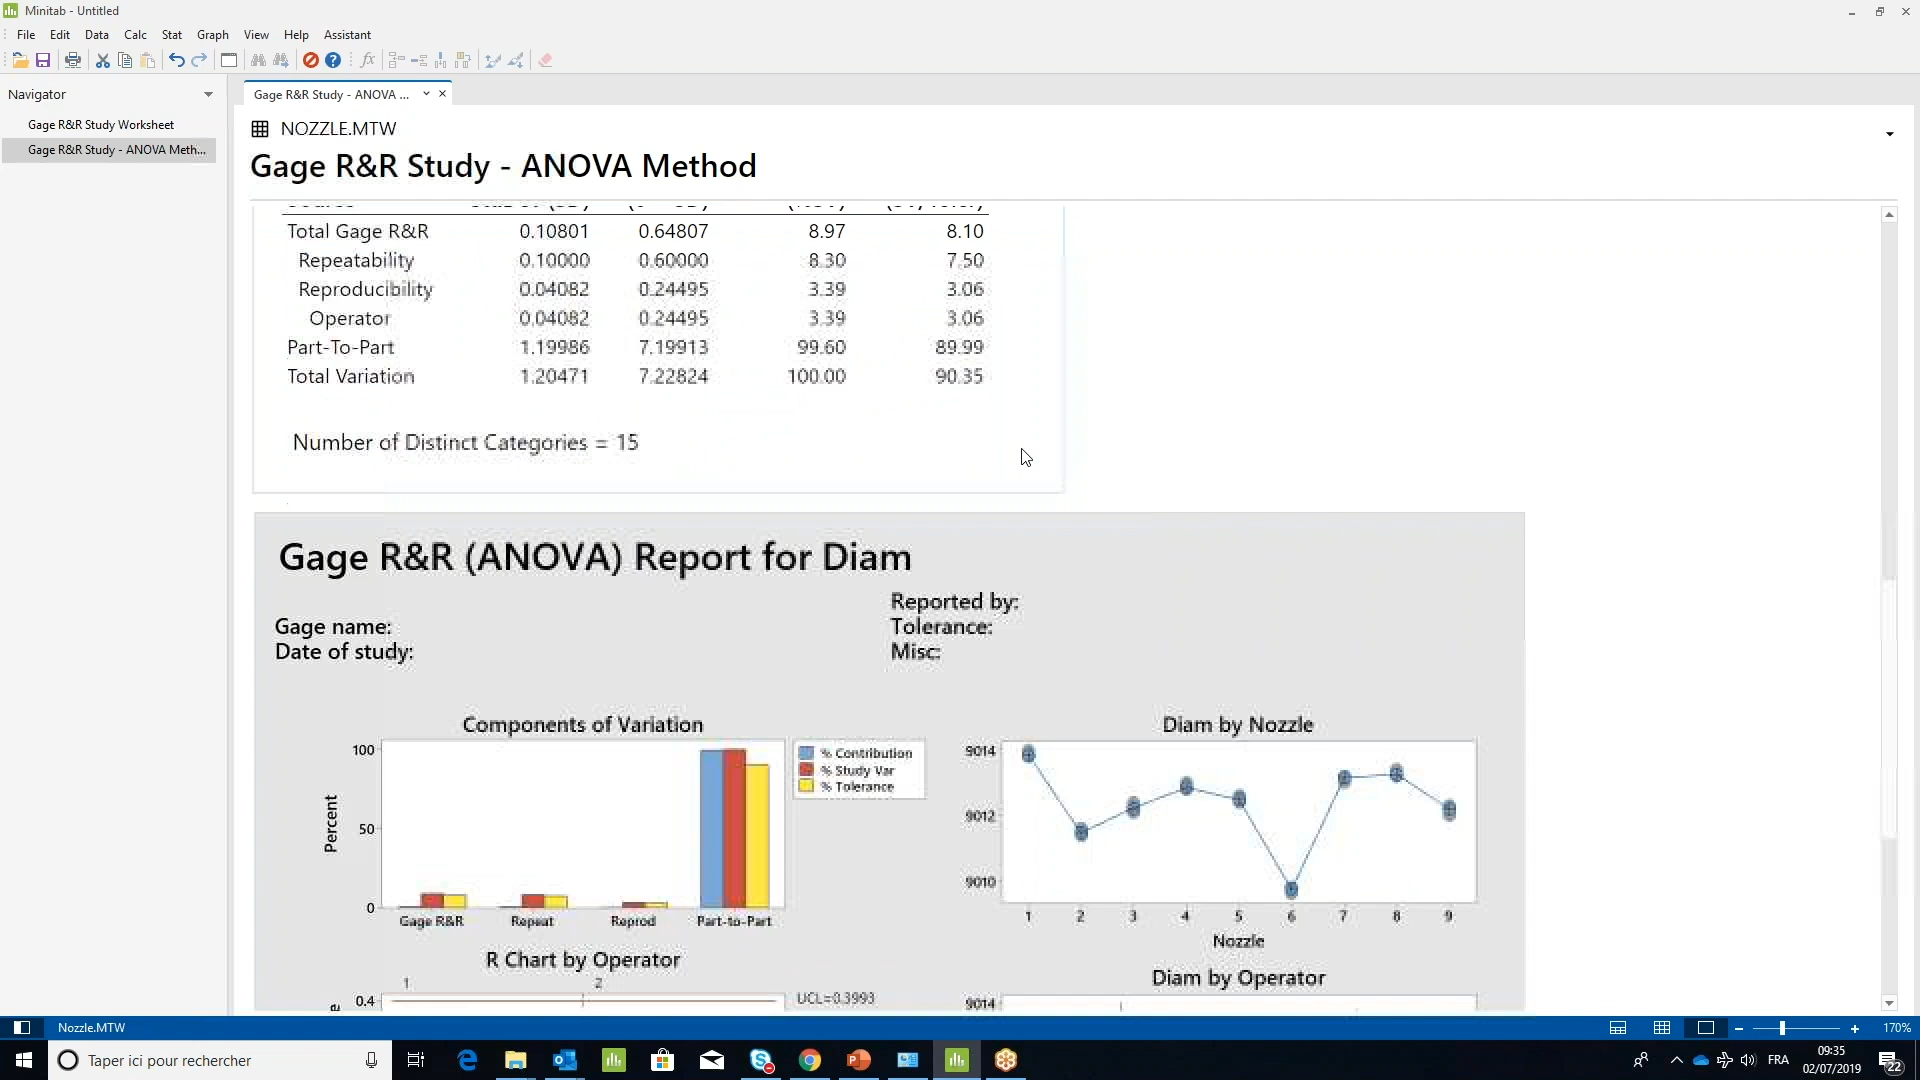 Minitab - Untitled
File Edit Data Calc Stat Graph View Help Assistant
Navigator
Gage R&R Study - ANOVA ...
Gage R&R Study Worksheet
Gage R&R Study - ANOVA Meth...
NOZZLE.MTW
Gage R&R Study - ANOVA Method
Total Gage R&R 0.10801 0.64807 8.97 8.10
Repeatability 0.10000 0.60000 8.30 7.50
Reproducibility 0.04082 0.24495 3.39 3.06
Operator 0.04082 0.24495 3.39 3.06
Part-To-Part 1.19986 7.19913 99.60 89.99
Total Variation 1.20471 7.22824 100.00 90.35
Number of Distinct Categories = 15
Gage R&R (ANOVA) Report for Diam
Gage name:
Date of study:
Reported by:
Tolerance:
Misc:
Components of Variation
100
50
0
Percent
Gage R&R Repeat Reprod Part-to-Part
% Contribution
% Study Var
% Tolerance
Diam by Nozzle
9014
9012
9010
1 2 3 4 5 6 7 8 9
Nozzle
R Chart by Operator
1 2
0.4
UCL=0.3993
Diam by Operator
9014
Nozzle.MTW
170%
Taper ici pour rechercher
FRA
09:35
02/07/2019
22